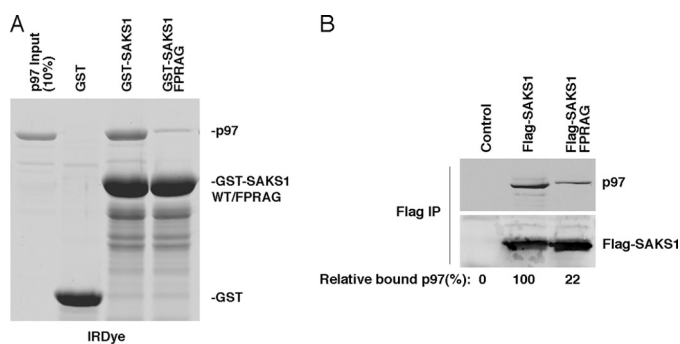 A
p97 Input
(10%)
GST
GST-SAKS1
GST-SAKS1
FPRAG
-p97
-GST-SAKS1
WT/FPRAG
-GST
IRDye
B
Control
Flag-SAKS1
Flag-SAKS1
FPRAG
Flag IP
p97
Flag-SAKS1
Relative bound p97(%): 0 100 22